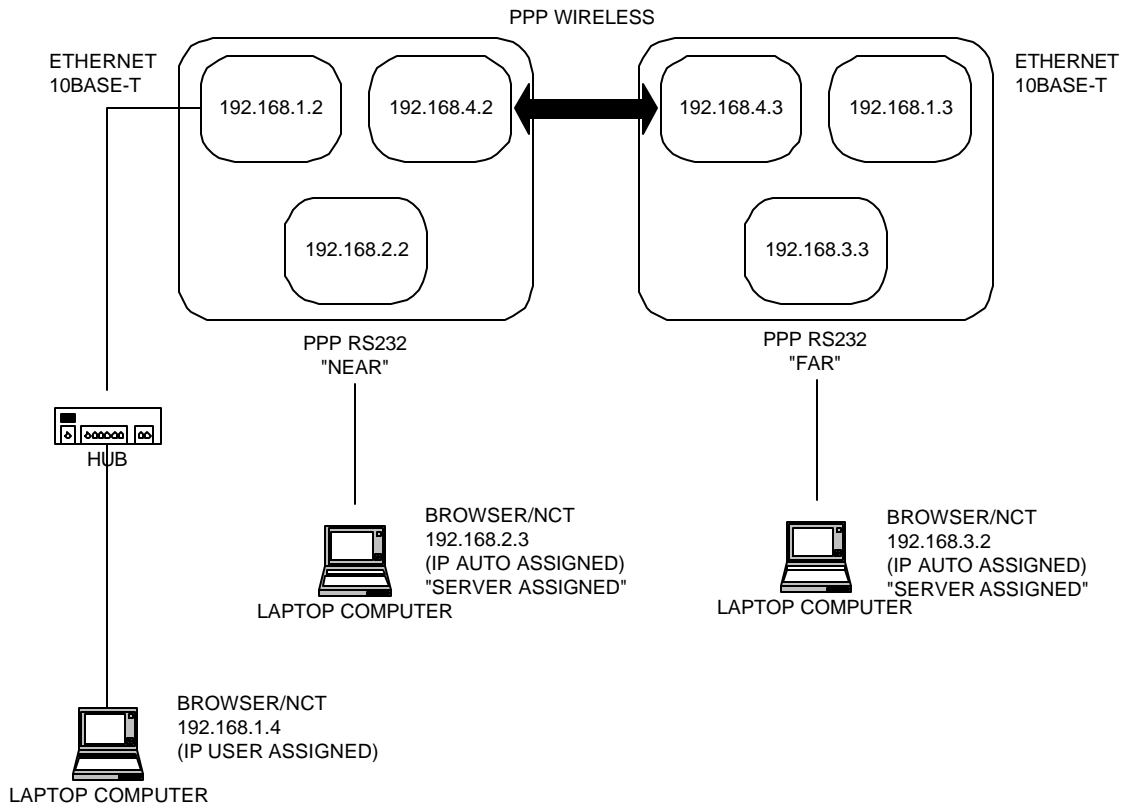 PPP WIRELESS
ETHERNET
10BASE-T
ETHERNET
10BASE-T
192.168.1.2
192.168.4.2
192.168.4.3
192.168.1.3
192.168.2.2
192.168.3.3
PPP RS232
"NEAR"
PPP RS232
"FAR"
HUB
BROWSER/NCT
192.168.2.3
(IP AUTO ASSIGNED)
"SERVER ASSIGNED"
LAPTOP COMPUTER
BROWSER/NCT
192.168.3.2
(IP AUTO ASSIGNED)
"SERVER ASSIGNED"
LAPTOP COMPUTER
BROWSER/NCT
192.168.1.4
(IP USER ASSIGNED)
LAPTOP COMPUTER